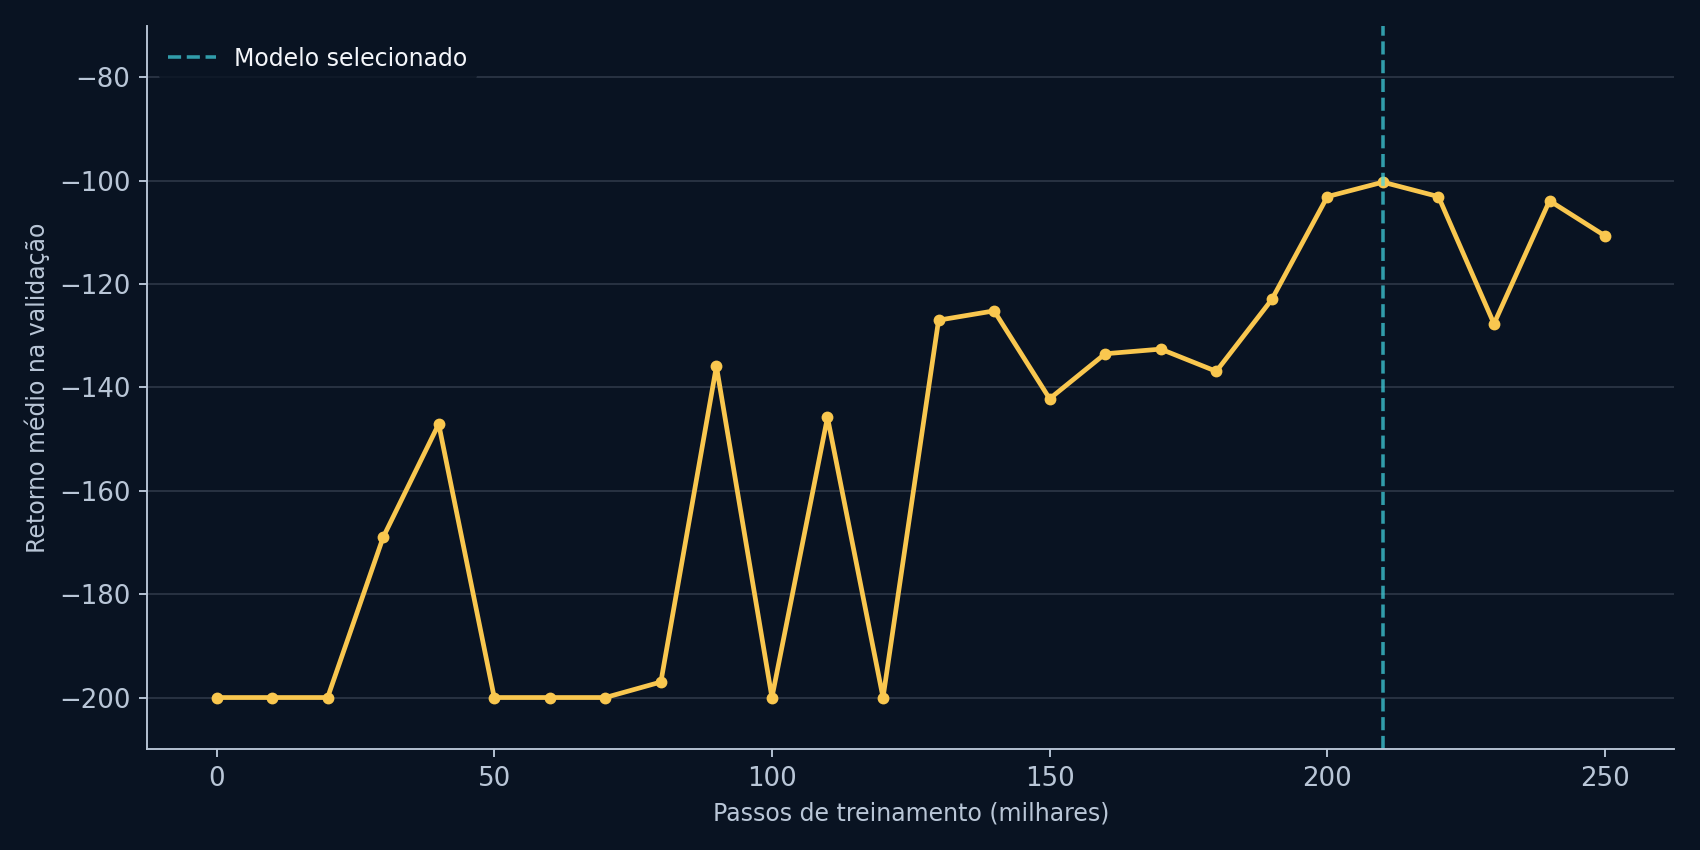 Modelo selecionado
−80
−100
−120
−140
−160
−180
−200
Retorno médio na validação
0 50 100 150 200 250
Passos de treinamento (milhares)